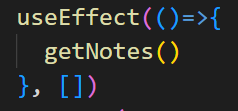 useEffect(()=>{
getNotes()
}, [])